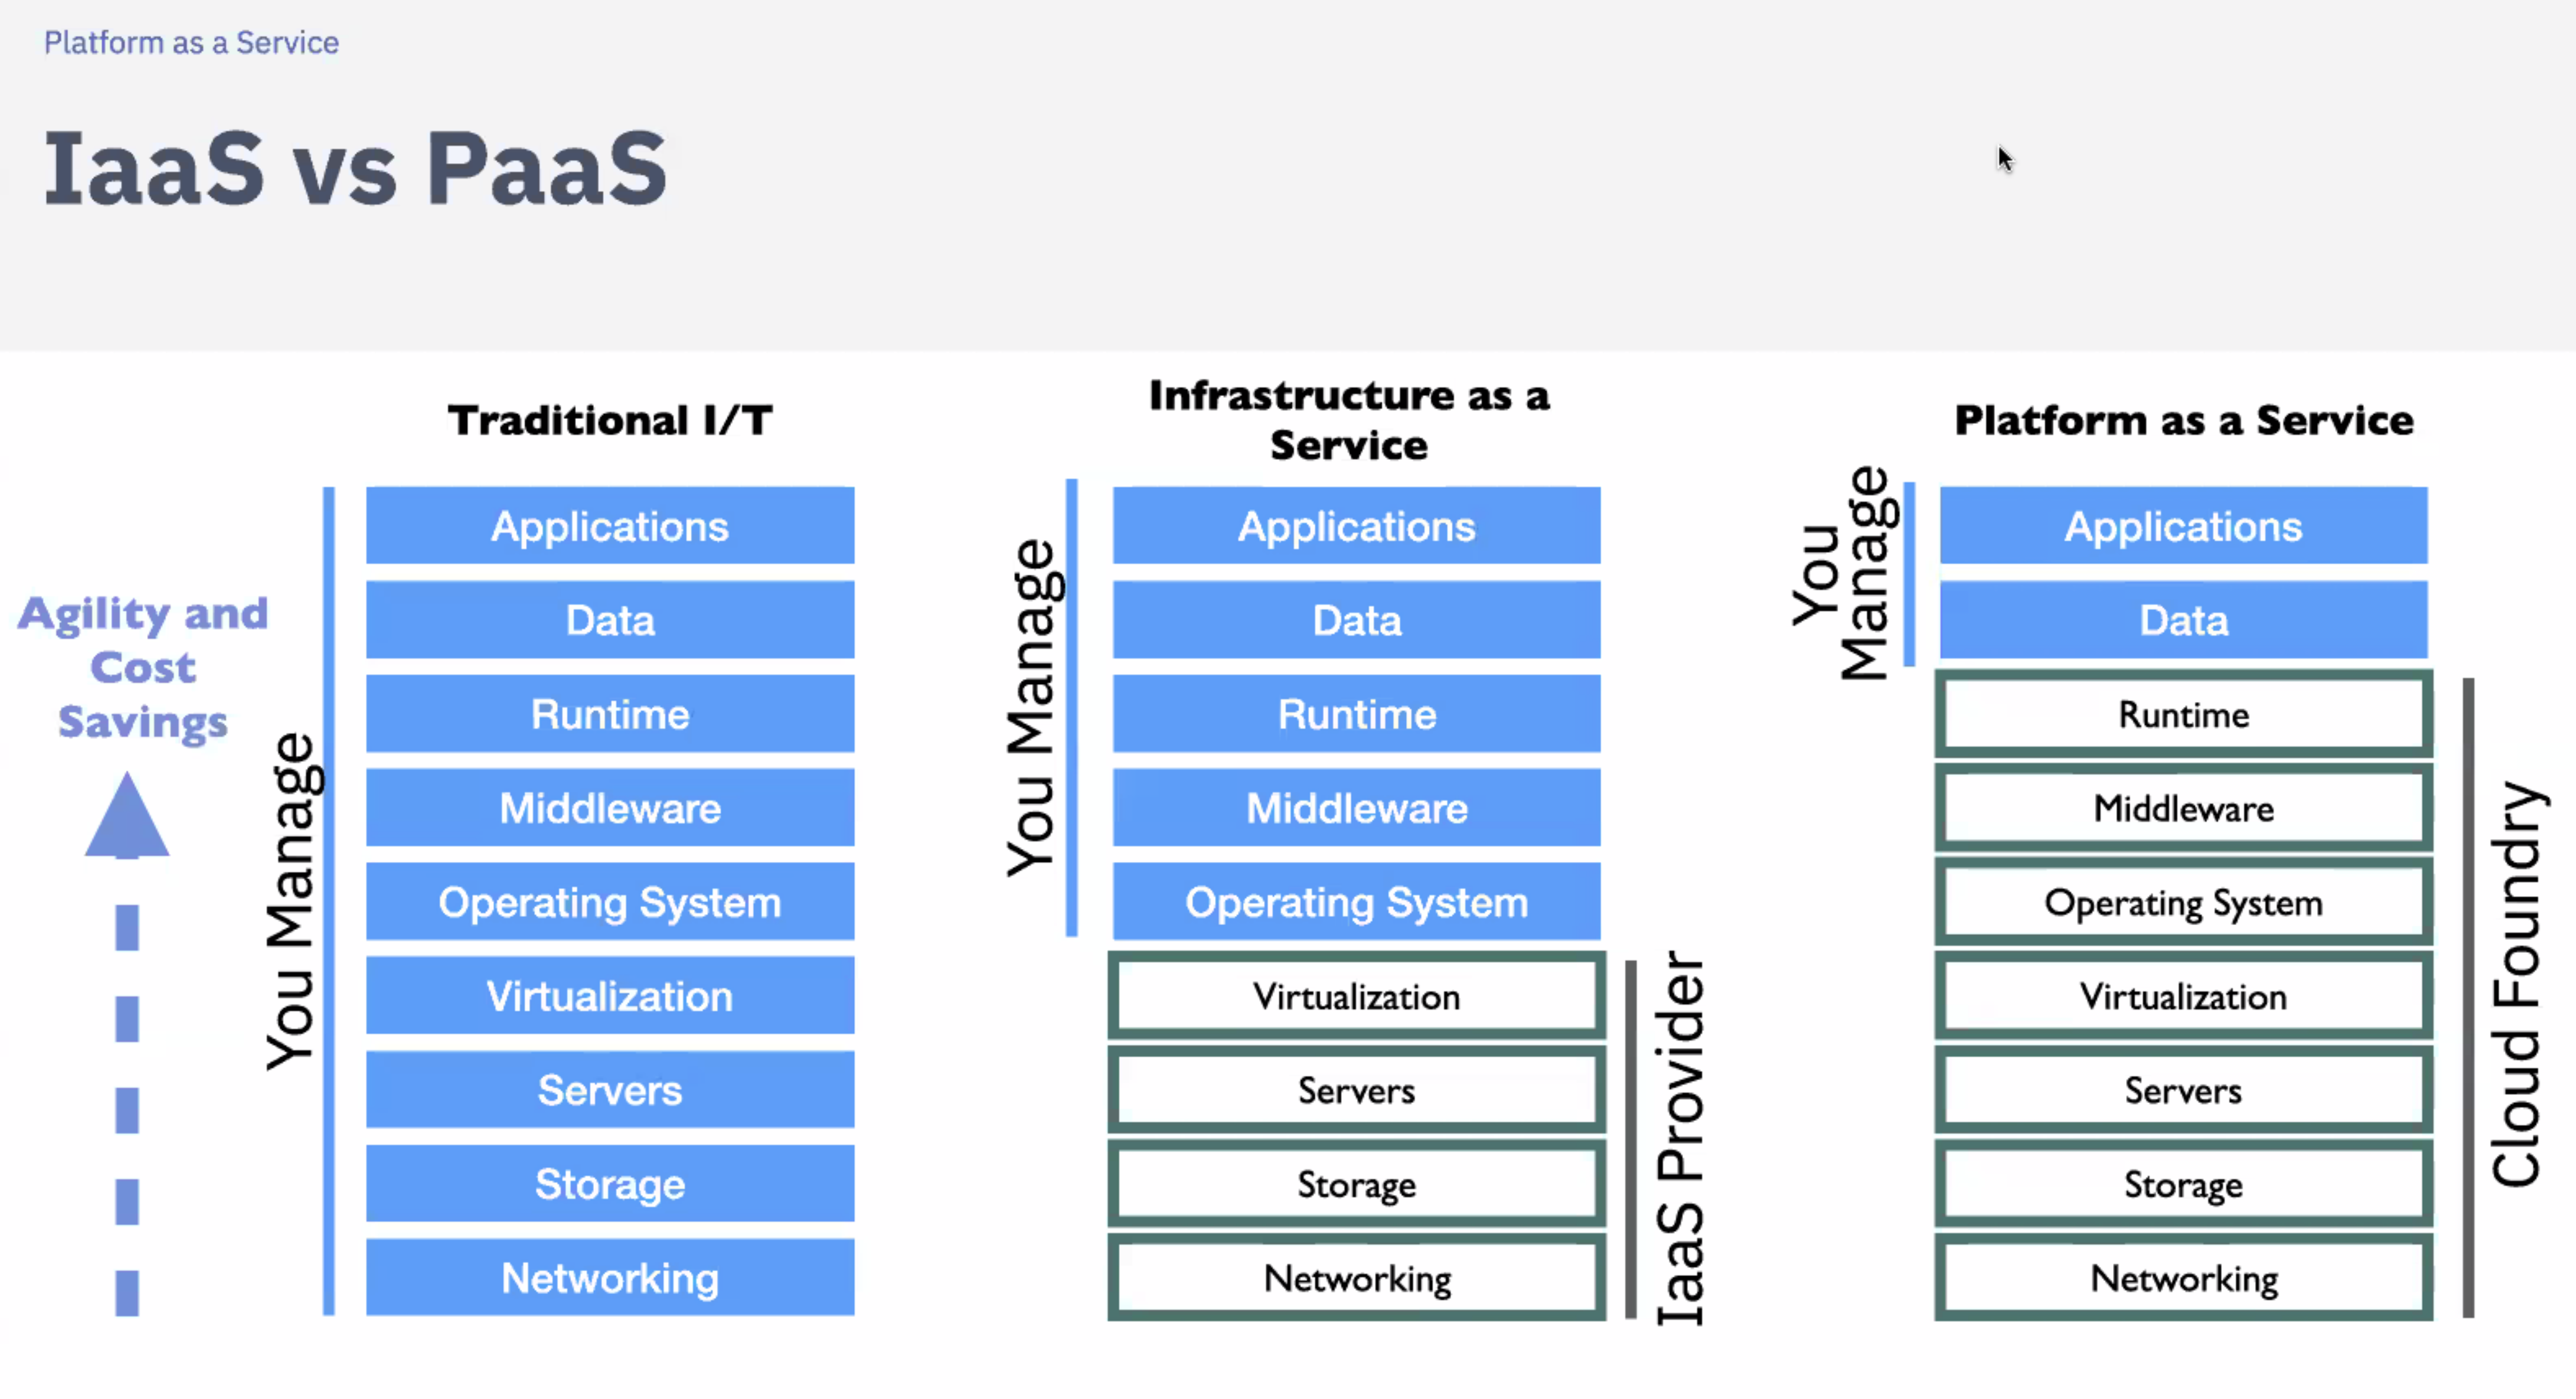 Platform as a Service
IaaS vs PaaS
Agility and
Cost
Savings
Traditional I/T
You Manage
Applications
Data
Runtime
Middleware
Operating System
Virtualization
Servers
Storage
Networking
Infrastructure as a
Service
You Manage
Applications
Data
Runtime
Middleware
Operating System
Virtualization
Servers
Storage
Networking
IaaS Provider
Platform as a Service
You
Manage
Applications
Data
Runtime
Middleware
Operating System
Virtualization
Servers
Storage
Networking
Cloud Foundry